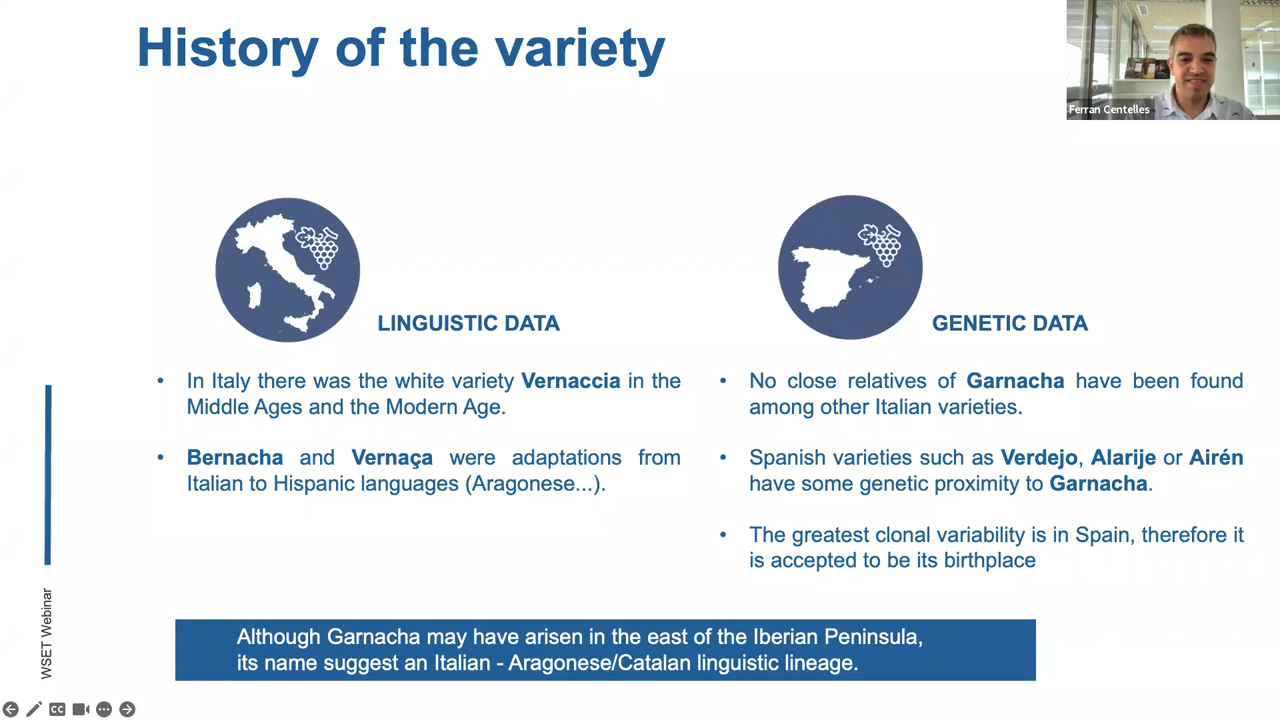 History of the variety
Ferran Centelles
LINGUISTIC DATA
• In Italy there was the white variety Vernaccia in the
Middle Ages and the Modern Age.
• Bernacha and Vernaça were adaptations from
Italian to Hispanic languages (Aragonese...).
GENETIC DATA
• No close relatives of Garnacha have been found
among other Italian varieties.
• Spanish varieties such as Verdejo, Alarije or Airén
have some genetic proximity to Garnacha.
• The greatest clonal variability is in Spain, therefore it
is accepted to be its birthplace
Although Garnacha may have arisen in the east of the Iberian Peninsula,
its name suggest an Italian - Aragonese/Catalan linguistic lineage.
WSET Webinar
CC